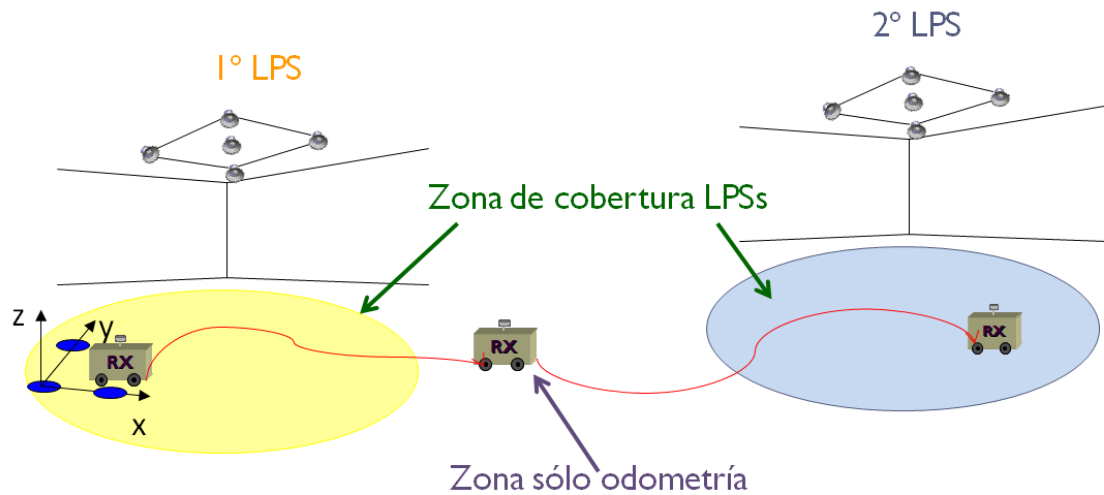 2° LPS
1° LPS
Zona de cobertura LPSs
z
y
RX
x
RX
RX
Zona sólo odometría